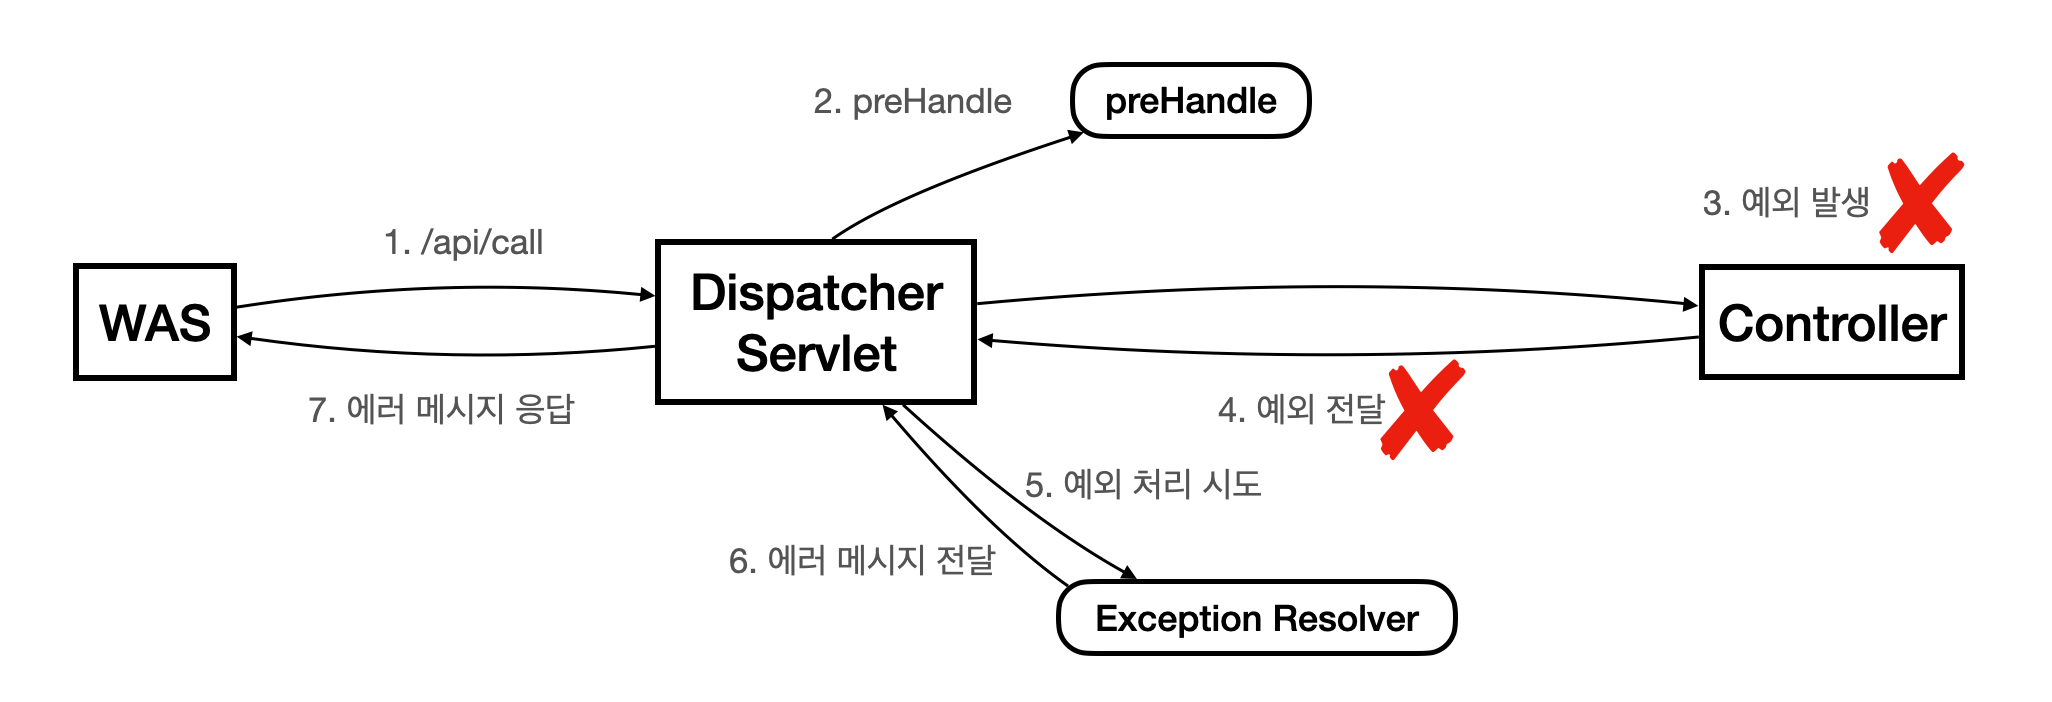 2. preHandle
preHandle
3. 예외 발생
1. /api/call
WAS
Dispatcher
Servlet
Controller
7. 에러 메시지 응답
4. 예외 전달
5. 예외 처리 시도
6. 에러 메시지 전달
Exception Resolver